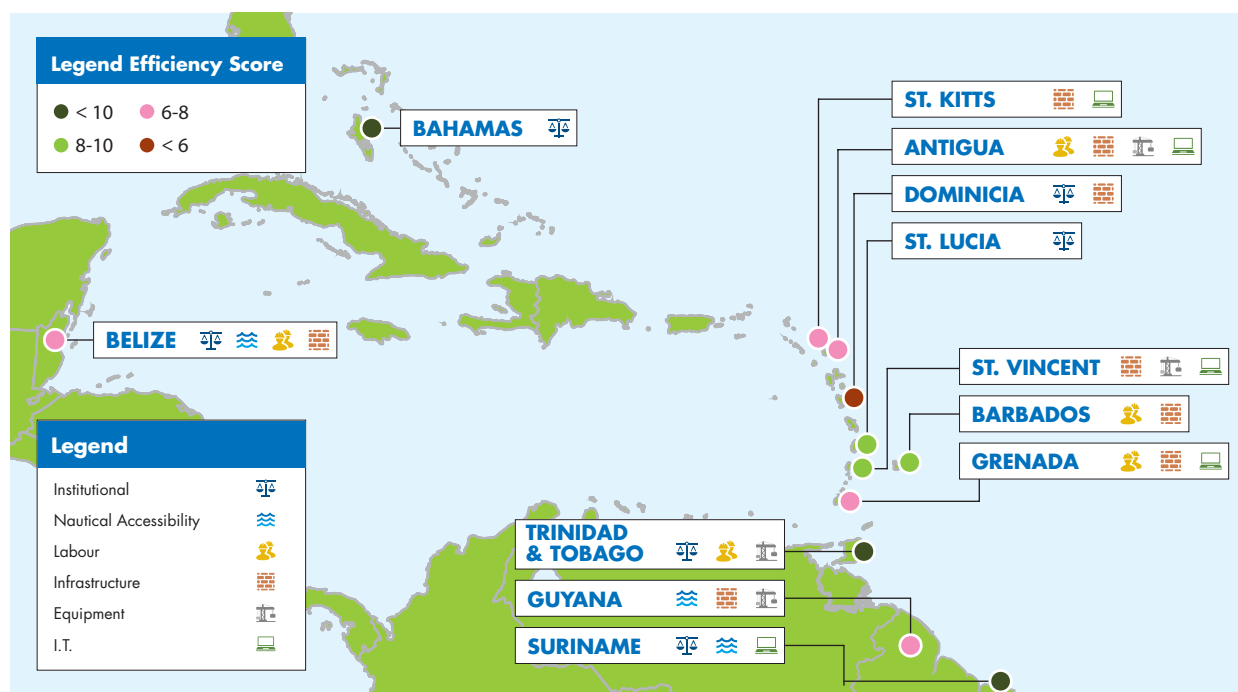 Legend Efficiency Score
< 10
6-8
8-10
< 6
BAHAMAS
ST. KITTS
ANTIGUA
DOMINICIA
ST. LUCIA
BELIZE
ST. VINCENT
BARBADOS
GRENADA
Legend
Institutional
Nautical Accessibility
Labour
Infrastructure
Equipment
I.T.
TRINIDAD
& TOBAGO
GUYANA
SURINAME